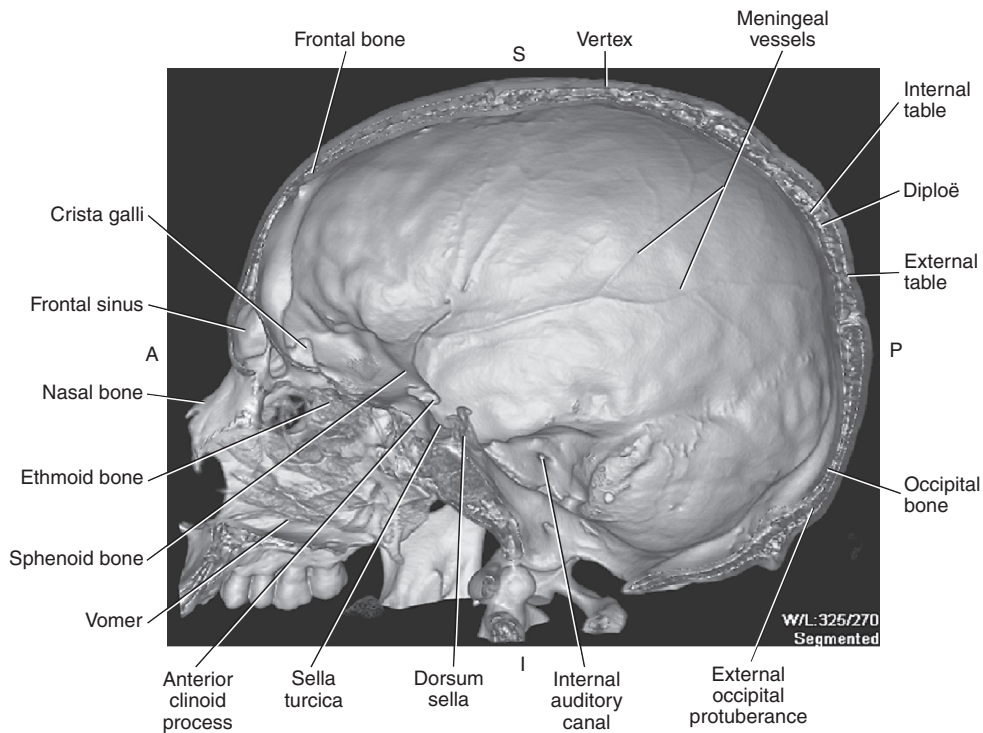 Meningeal
vessels
Frontal bone
S
Vertex
Internal
table
Crista galli
Diploë
External
table
Frontal sinus
A
P
Nasal bone
Ethmoid bone
Occipital
bone
Sphenoid bone
Vomer
W/L:325/270
Segmented
Anterior
clinoid
process
Sella
turcica
Dorsum
sella
I
Internal
auditory
canal
External
occipital
protuberance